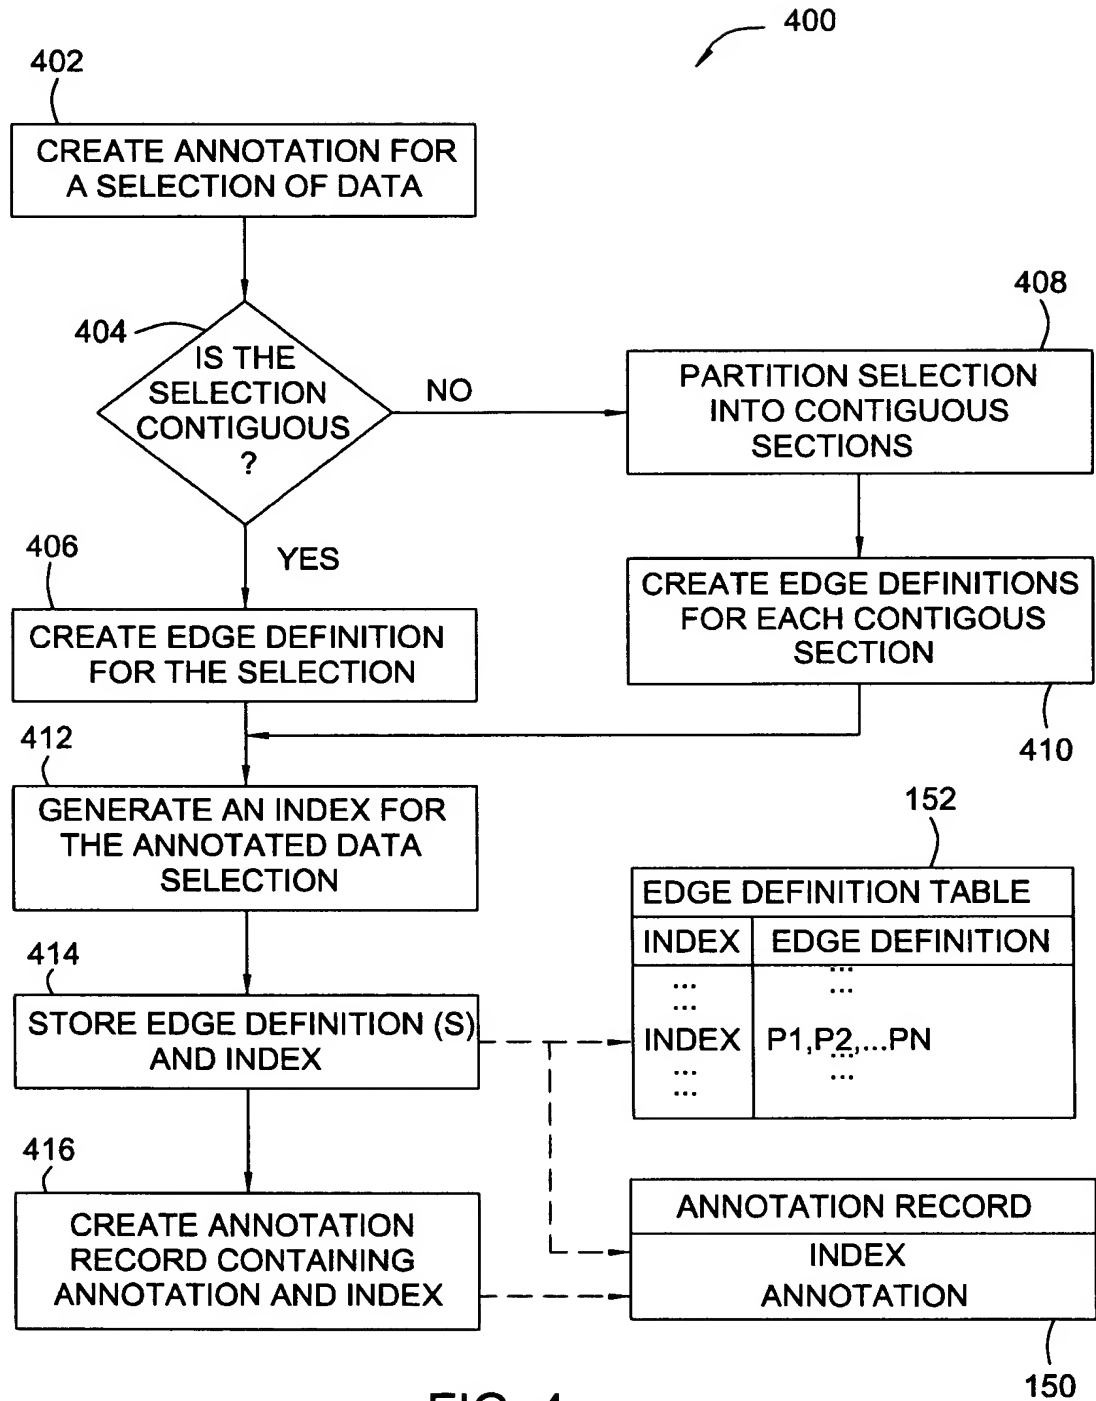 400
402
CREATE ANNOTATION FOR
A SELECTION OF DATA
404
IS THE
SELECTION
CONTIGUOUS
?
NO
YES
408
PARTITION SELECTION
INTO CONTIGUOUS
SECTIONS
406
CREATE EDGE DEFINITION
FOR THE SELECTION
CREATE EDGE DEFINITIONS
FOR EACH CONTIGOUS
SECTION
410
412
GENERATE AN INDEX FOR
THE ANNOTATED DATA
SELECTION
152
EDGE DEFINITION TABLE
INDEX EDGE DEFINITION
... ...
... ...
INDEX P1,P2,...PN
... ...
... ...
414
STORE EDGE DEFINITION (S)
AND INDEX
416
CREATE ANNOTATION
RECORD CONTAINING
ANNOTATION AND INDEX
ANNOTATION RECORD
INDEX
ANNOTATION
150